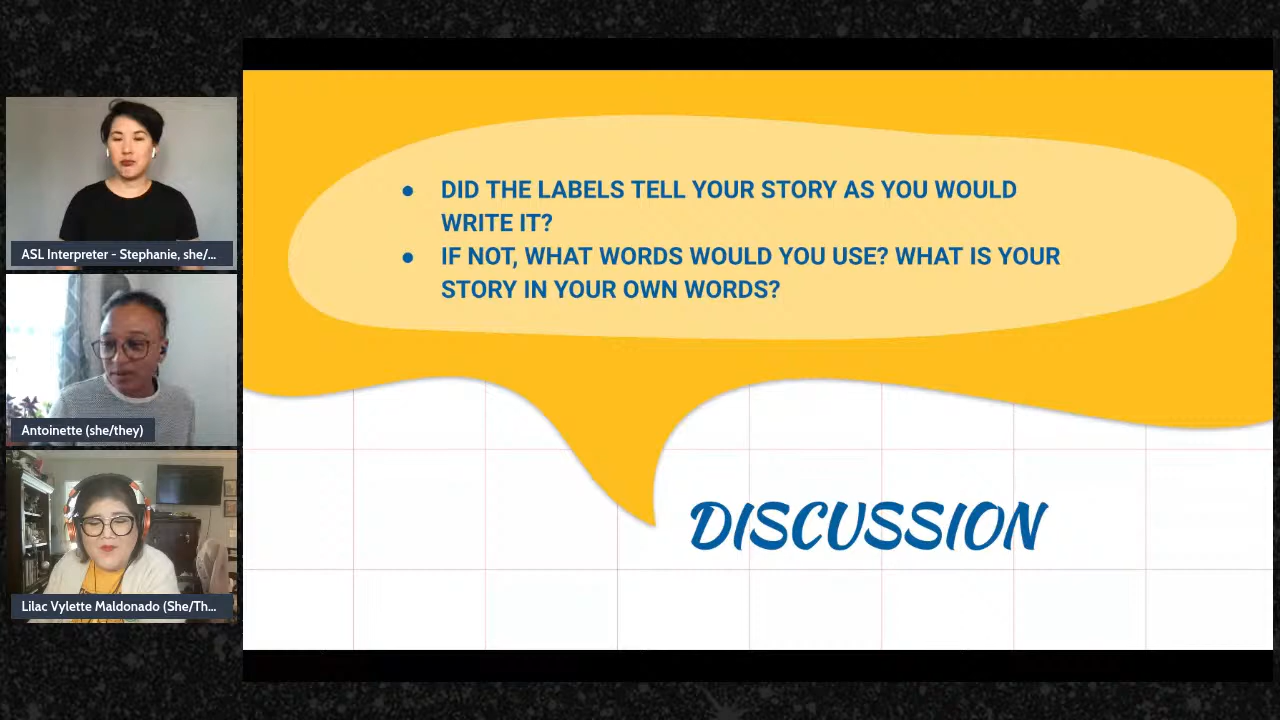 ASL Interpreter - Stephanie, she/...
Antoinette (she/they)
Lilac Vylette Maldonado (She/Th...
● DID THE LABELS TELL YOUR STORY AS YOU WOULD
WRITE IT?
● IF NOT, WHAT WORDS WOULD YOU USE? WHAT IS YOUR
STORY IN YOUR OWN WORDS?
DISCUSSION